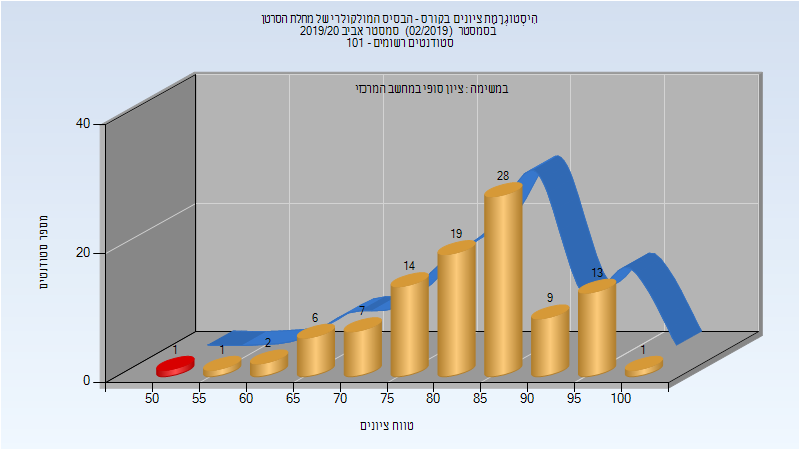 הִיסְטוֹגְרָמַת ציונים בקורס - הבסיס המולקולרי של מחלת הסרטן
בסמסטר (02/2019) סמסטר אביב 2019/20
סטודנטים רשומים - 101
במשימה : ציון סופי במחשב המרכזי
מספר סטודנטים
40
20
0
1
1
2
6
7
14
19
28
9
13
1
50 55 60 65 70 75 80 85 90 95 100
טווח ציונים